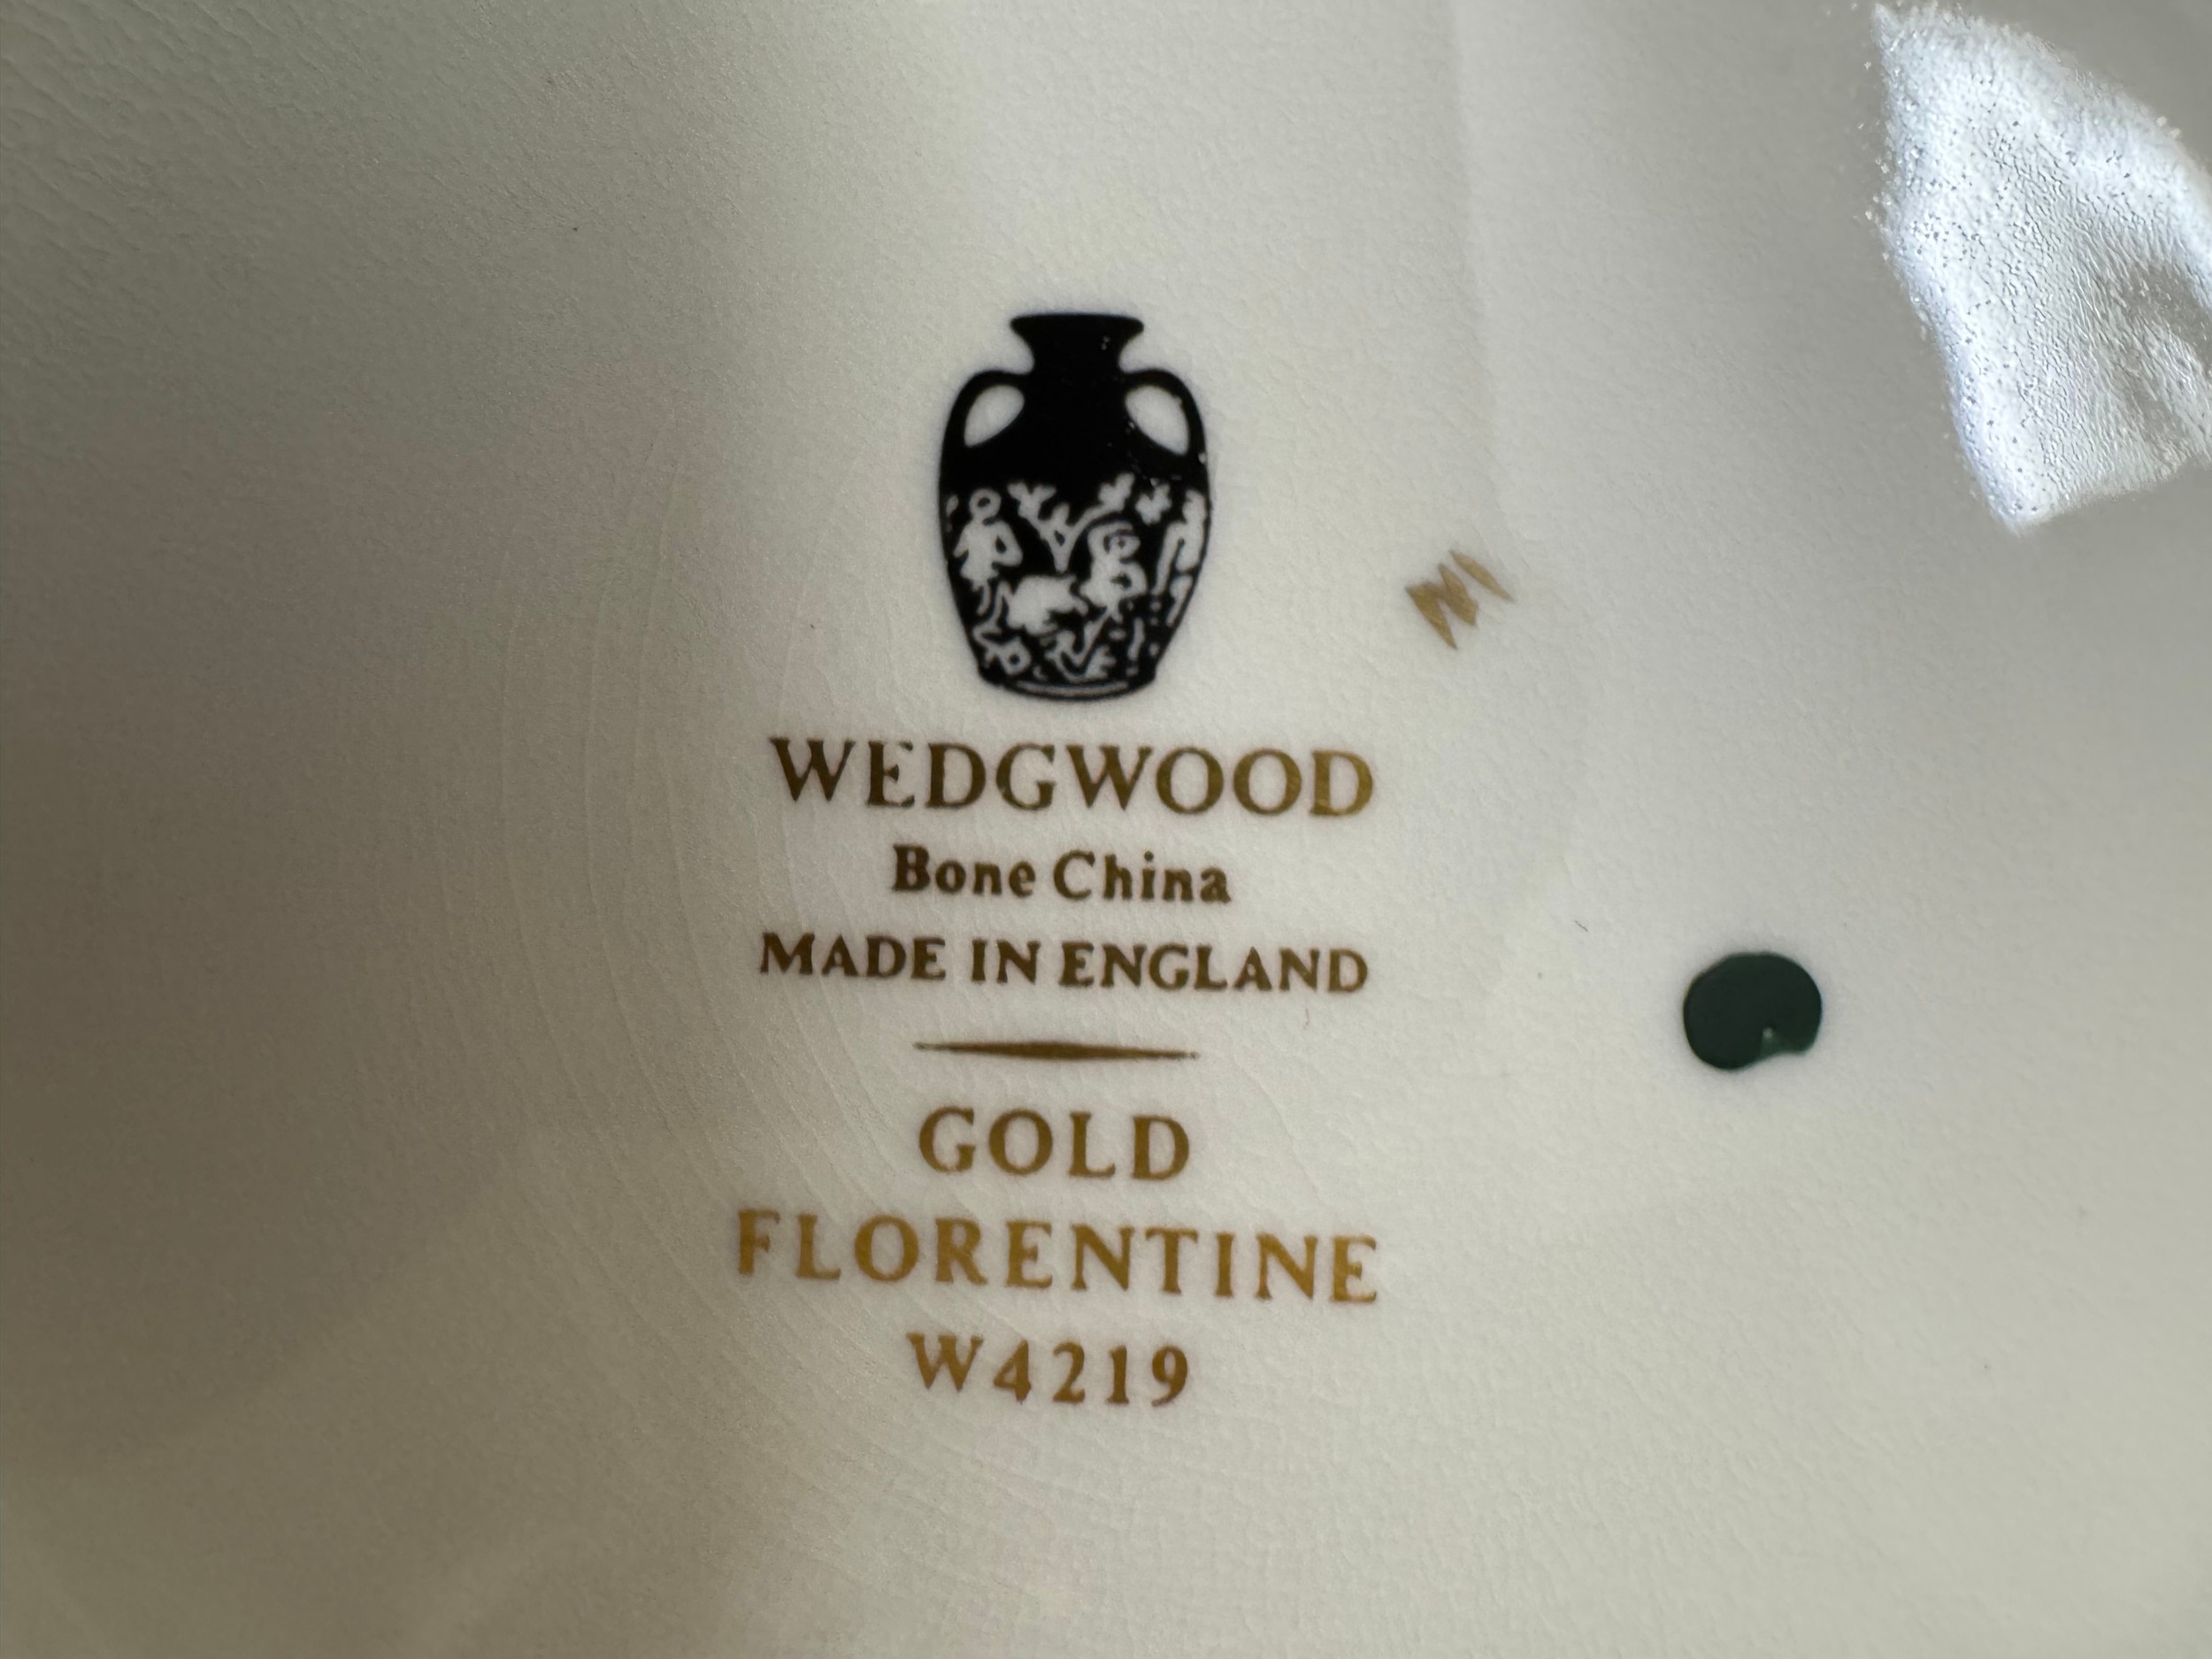 WEDGWOOD
Bone China
MADE IN ENGLAND
GOLD
FLORENTINE
W4219